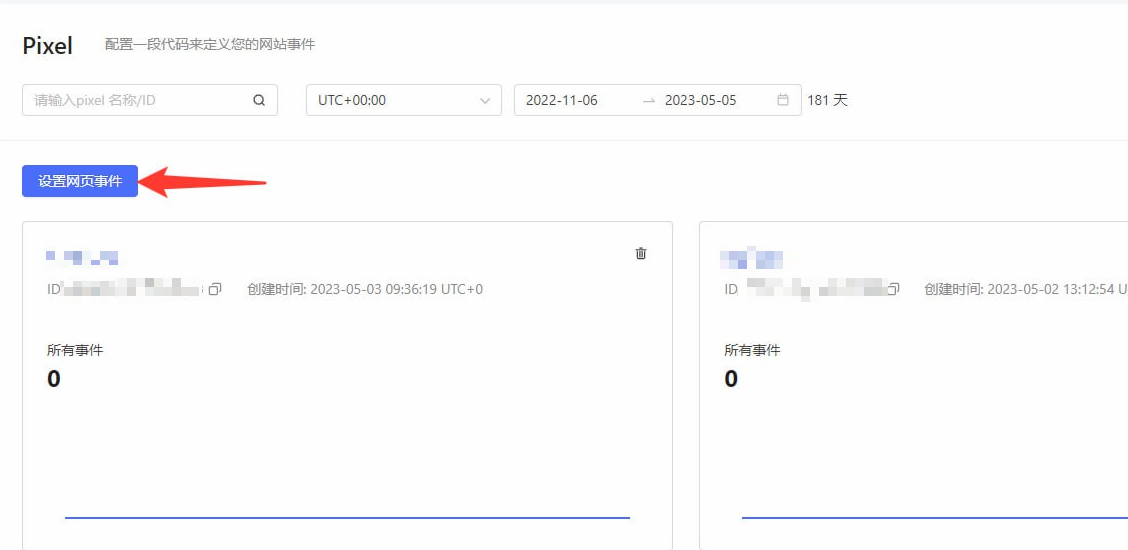 Pixel 配置一段代码来定义您的网站事件
请输入pixel 名称/ID UTC+00:00 2022-11-06 → 2023-05-05 181 天
设置网页事件
ID 创建时间: 2023-05-03 09:36:19 UTC+0
所有事件
0
ID 创建时间: 2023-05-02 13:12:54 U
所有事件
0